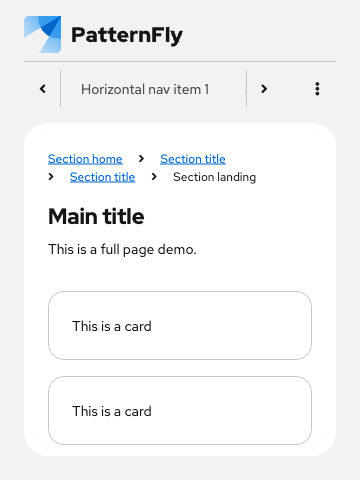 PatternFly
Horizontal nav item 1
Section home Section title
Section title Section landing
Main title
This is a full page demo.
This is a card
This is a card